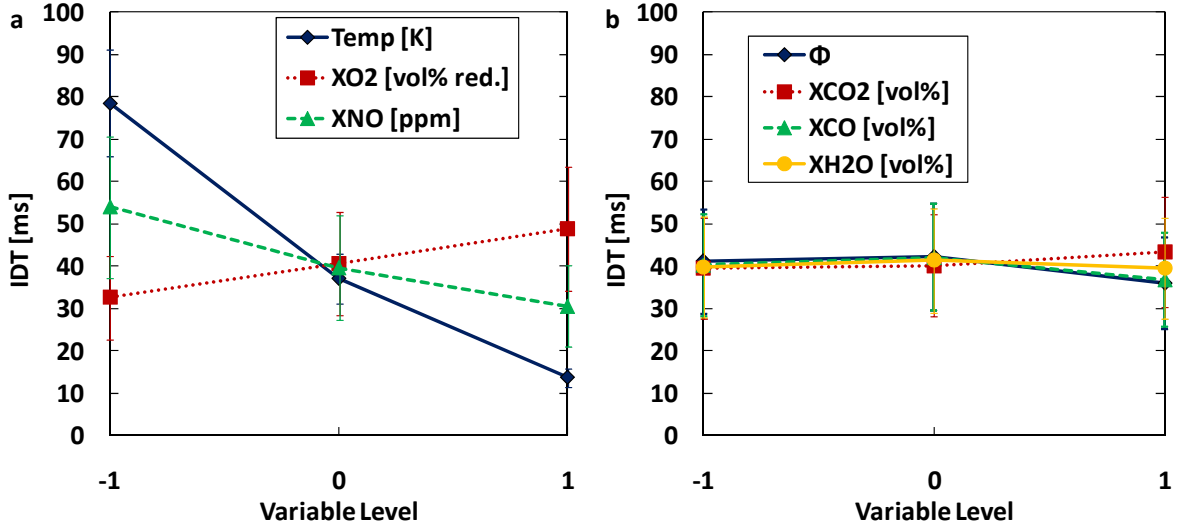 a
100
90
80
70
60
50
40
30
20
10
0
IDT [ms]
-1
0
1
Variable Level
Temp [K]
XO2 [vol% red.]
XNO [ppm]
b
100
90
80
70
60
50
40
30
20
10
0
IDT [ms]
-1
0
1
Variable Level
Φ
XCO2 [vol%]
XCO [vol%]
XH2O [vol%]